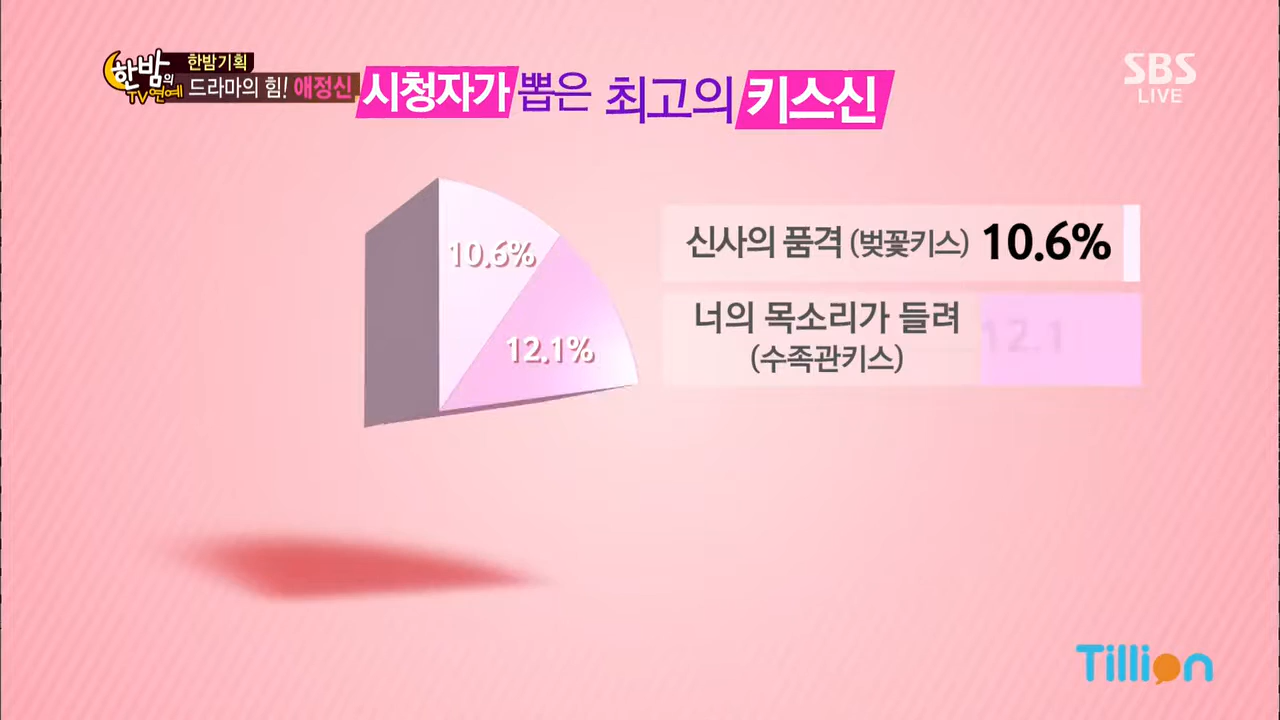 한밤의 TV연예
한밤기획
드라마의 힘! 애정신
시청자가 뽑은 최고의 키스신
SBS
LIVE
10.6%
신사의 품격 (벚꽃키스) 10.6%
12.1%
너의 목소리가 들려
(수족관키스)
12.1
Tillion